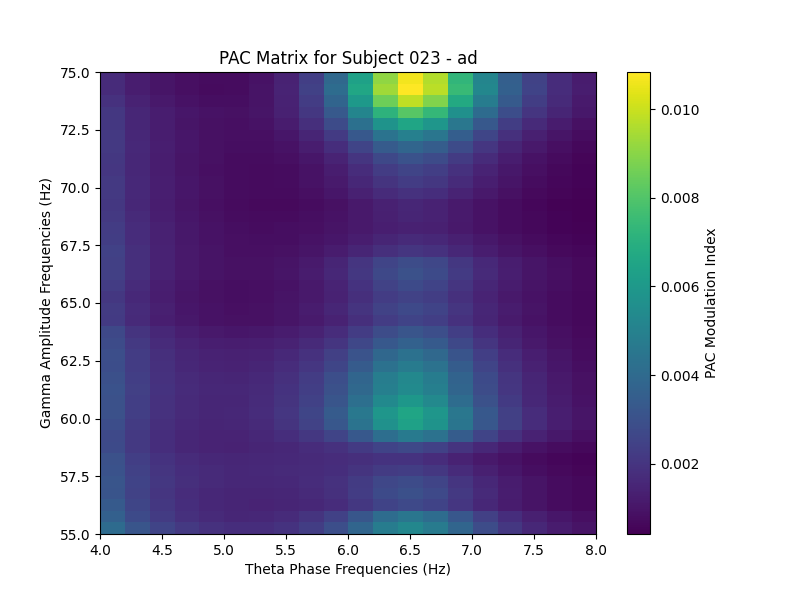 PAC Matrix for Subject 023 - ad
75.0
72.5
70.0
67.5
65.0
62.5
60.0
57.5
55.0
Gamma Amplitude Frequencies (Hz)
4.0 4.5 5.0 5.5 6.0 6.5 7.0 7.5 8.0
Theta Phase Frequencies (Hz)
0.010
0.008
0.006
0.004
0.002
PAC Modulation Index